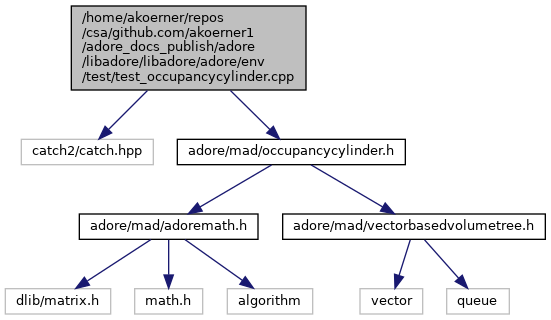 /home/akoerner/repos
/csa/github.com/akoerner1
/adore_docs_publish/adore
/libadore/libadore/adore/env
/test/test_occupancycylinder.cpp
catch2/catch.hpp
adore/mad/occupancycylinder.h
adore/mad/adoremath.h
adore/mad/vectorbasedvolumetree.h
dlib/matrix.h
math.h
algorithm
vector
queue